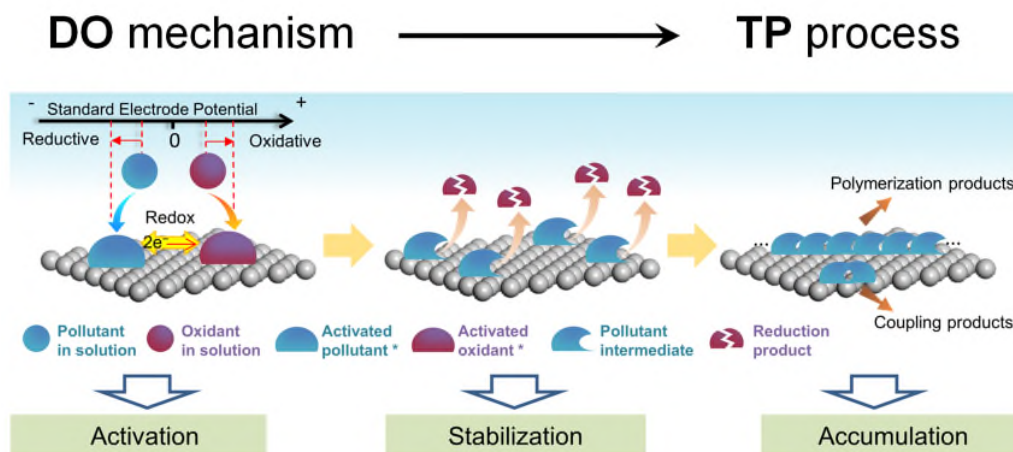 DO mechanism
TP process
- Standard Electrode Potential +
Reductive 0 Oxidative
Redox
2e⁻
Polymerization products
... ...
Coupling products
Pollutant in solution
Oxidant in solution
Activated pollutant *
Activated oxidant *
Pollutant intermediate
Reduction product
Activation
Stabilization
Accumulation